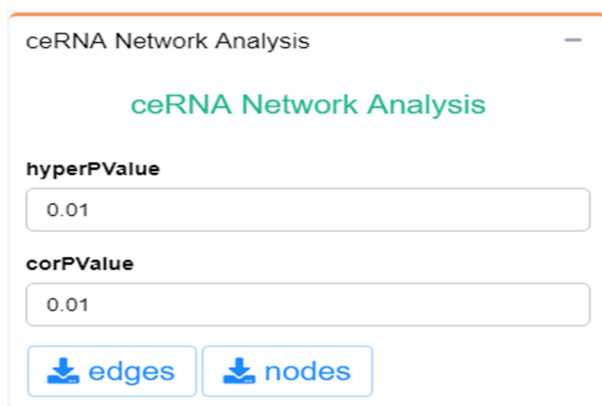 ceRNA Network Analysis
ceRNA Network Analysis
hyperPValue
0.01
corPValue
0.01
edges nodes